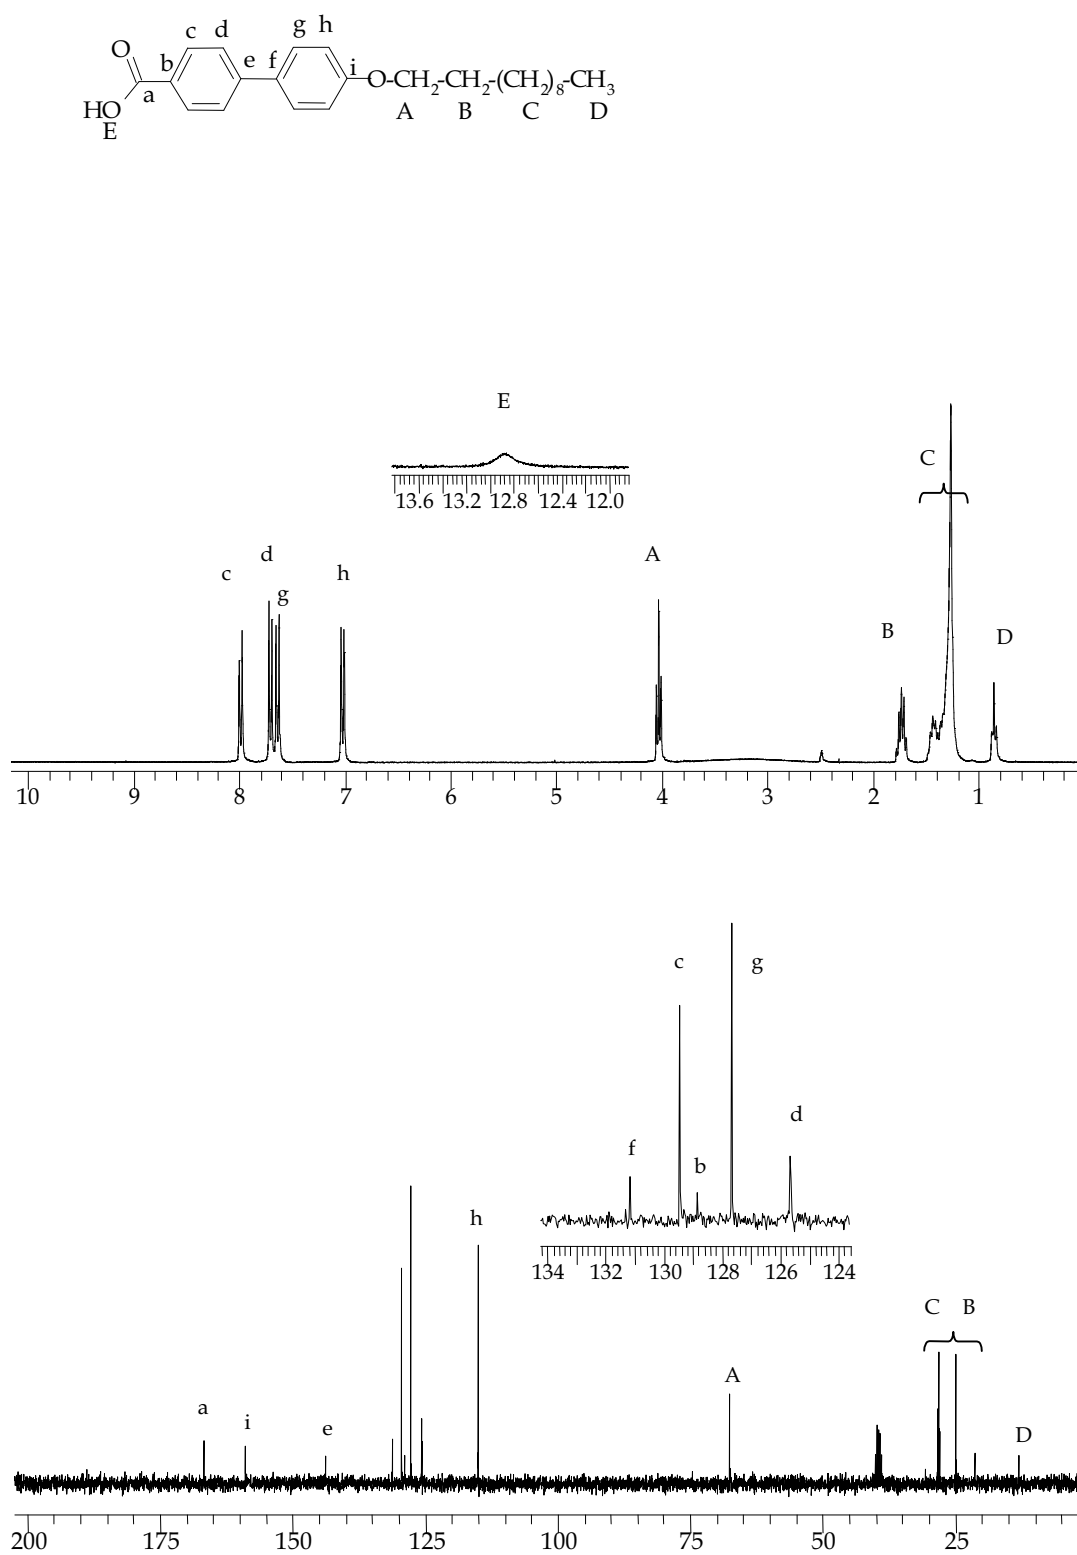 c d g h
O b e f i O-CH2-CH2-(CH2)8-CH3
a
HO A B C D
E
E
C
13.6 13.2 12.8 12.4 12.0
d A
c g h
B D
10 9 8 7 6 5 4 3 2 1
c g
d
f b
h
134 132 130 128 126 124
C B
A
a i e D
200 175 150 125 100 75 50 25